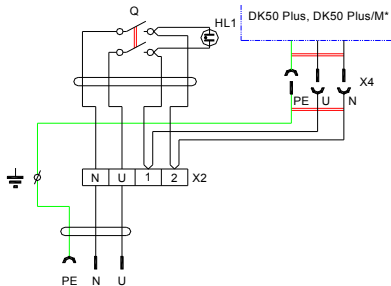 Q
HL1
DK50 Plus, DK50 Plus/M*
X4
PE U N
N U 1 2 X2
PE N U